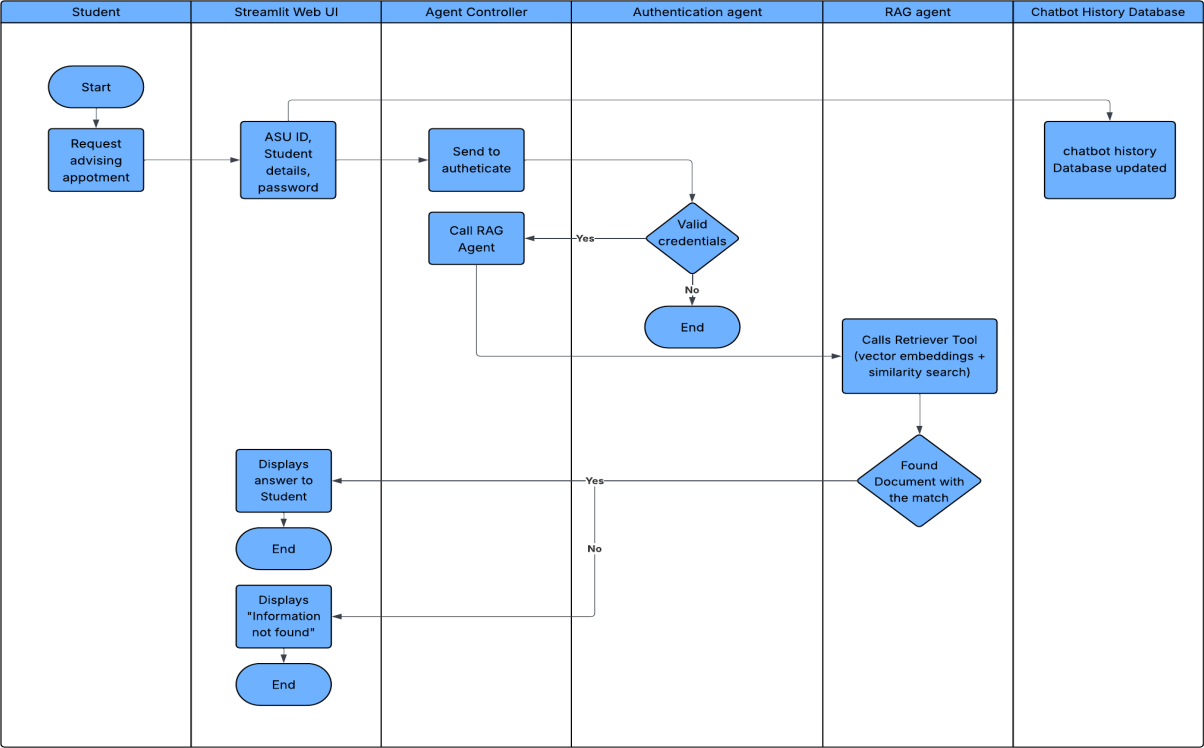 Student
Streamlit Web UI
Agent Controller
Authentication agent
RAG agent
Chatbot History Database
Start
Request
advising
appotment
ASU ID,
Student
details,
password
Send to
autheticate
chatbot history
Database updated
Valid
credentials
Yes
Call RAG
Agent
No
End
Calls Retriever Tool
(vector embeddings +
similarity search)
Found
Document with
the match
Yes
Displays
answer to
Student
End
No
Displays
"Information
not found"
End